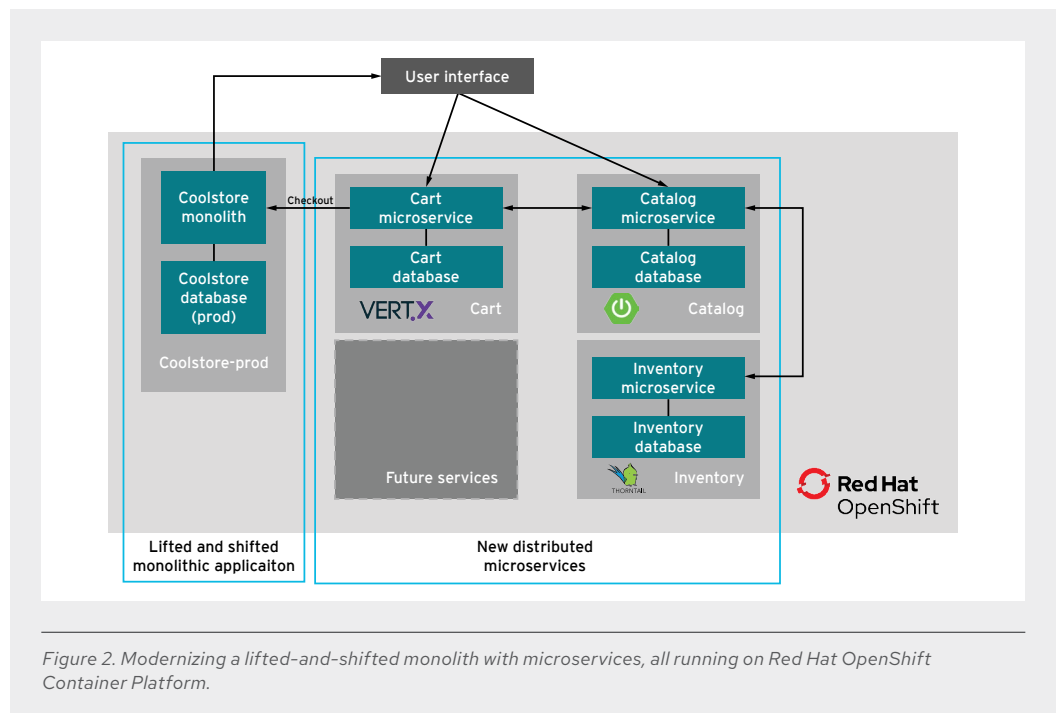 User interface
Coolstore
monolith
Checkout
Cart
microservice
Catalog
microservice
Coolstore
database
(prod)
Cart
database
Catalog
database
VERT.X
Cart
Catalog
Coolstore-prod
Inventory
microservice
Inventory
database
Future services
THORNTAIL
Inventory
Red Hat
OpenShift
Lifted and shifted
monolithic applicaiton
New distributed
microservices
Figure 2. Modernizing a lifted-and-shifted monolith with microservices, all running on Red Hat OpenShift
Container Platform.